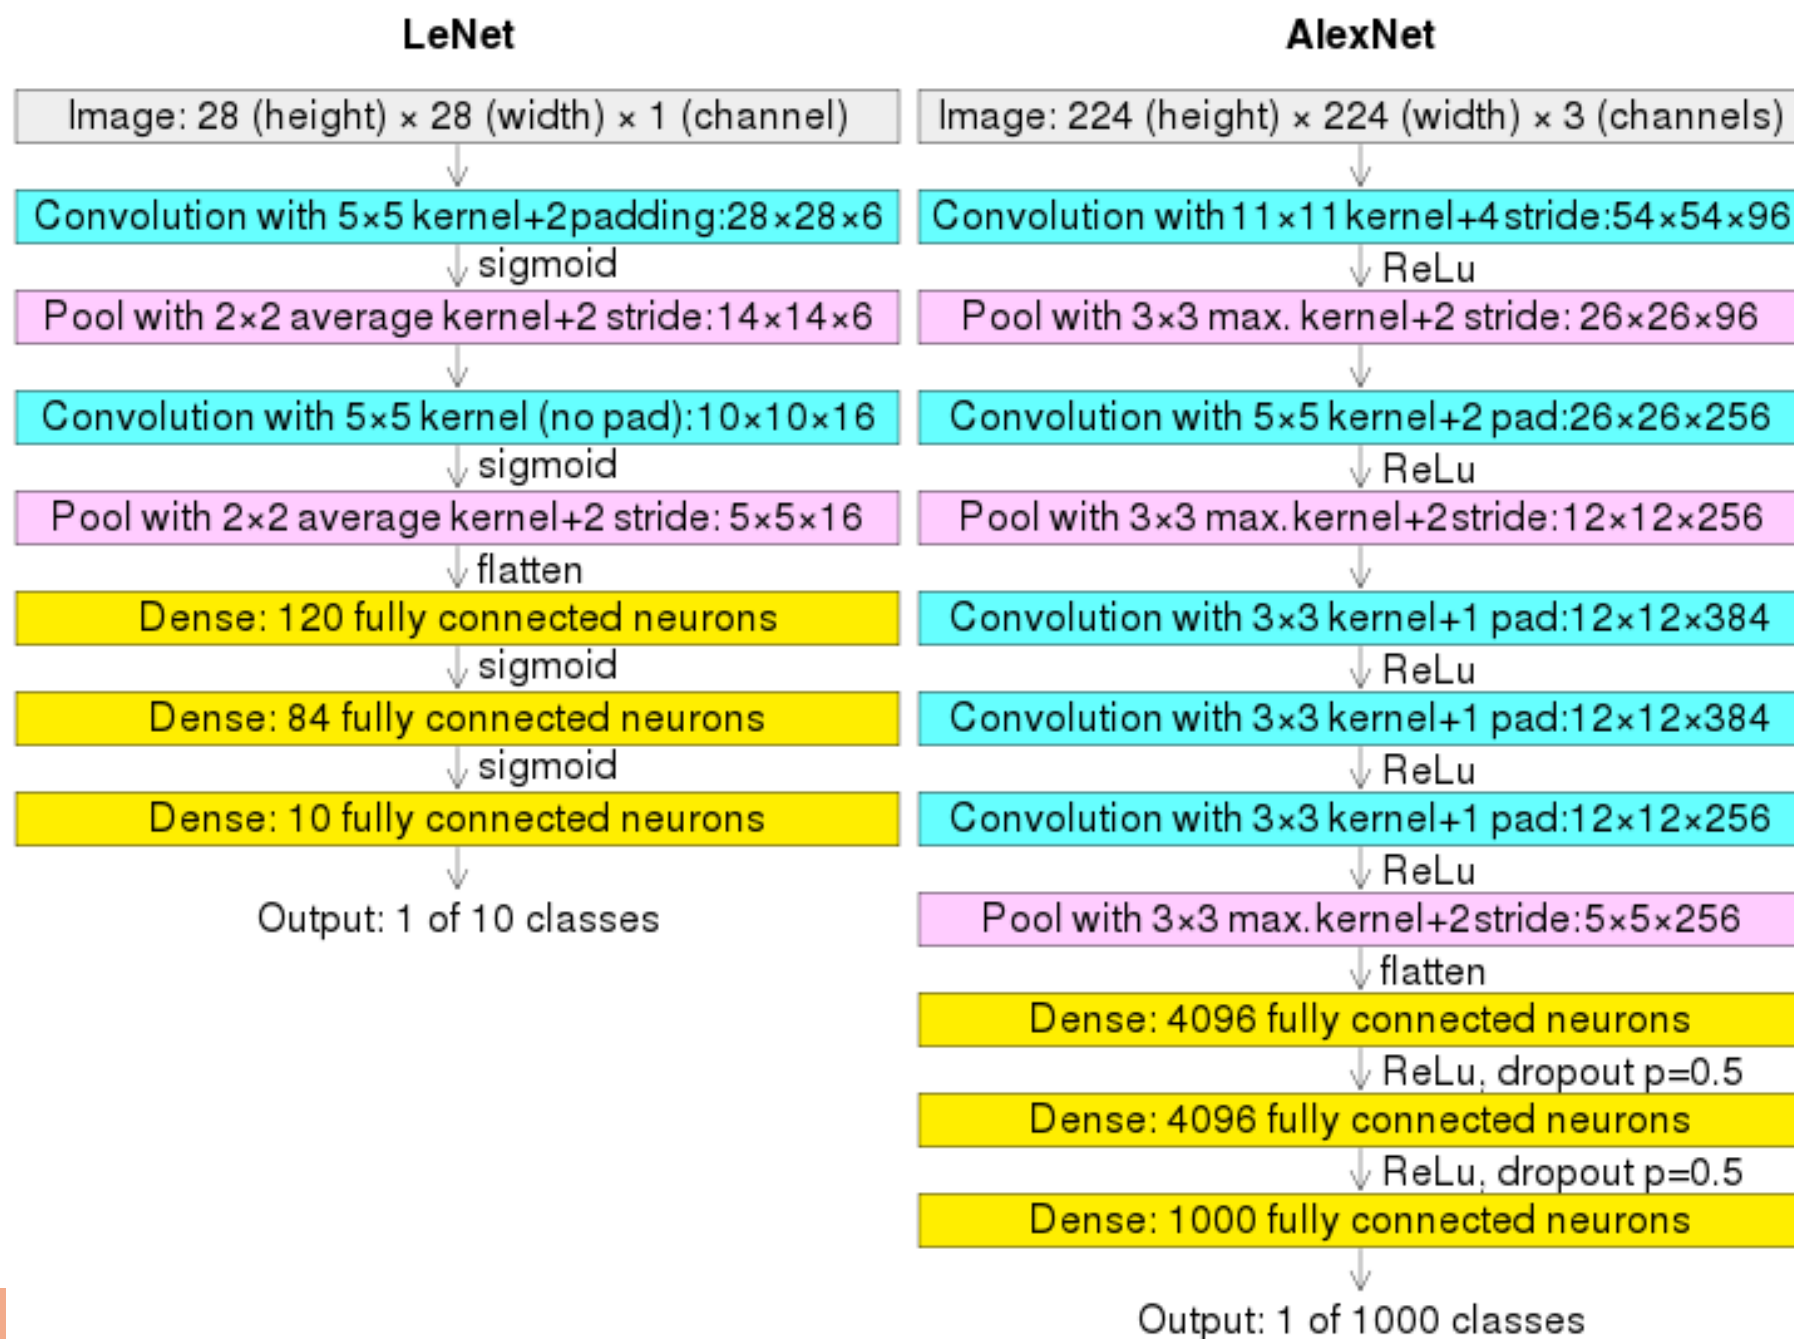 LeNet
Image: 28 (height) × 28 (width) × 1 (channel)
Convolution with 5×5 kernel+2padding:28×28×6
sigmoid
Pool with 2×2 average kernel+2 stride:14×14×6
Convolution with 5×5 kernel (no pad):10×10×16
sigmoid
Pool with 2×2 average kernel+2 stride: 5×5×16
flatten
Dense: 120 fully connected neurons
sigmoid
Dense: 84 fully connected neurons
sigmoid
Dense: 10 fully connected neurons
Output: 1 of 10 classes
AlexNet
Image: 224 (height) × 224 (width) × 3 (channels)
Convolution with 11×11 kernel+4 stride:54×54×96
ReLu
Pool with 3×3 max. kernel+2 stride: 26×26×96
Convolution with 5×5 kernel+2 pad:26×26×256
ReLu
Pool with 3×3 max.kernel+2stride:12×12×256
Convolution with 3×3 kernel+1 pad:12×12×384
ReLu
Convolution with 3×3 kernel+1 pad:12×12×384
ReLu
Convolution with 3×3 kernel+1 pad:12×12×256
ReLu
Pool with 3×3 max.kernel+2stride:5×5×256
flatten
Dense: 4096 fully connected neurons
ReLu, dropout p=0.5
Dense: 4096 fully connected neurons
ReLu, dropout p=0.5
Dense: 1000 fully connected neurons
Output: 1 of 1000 classes